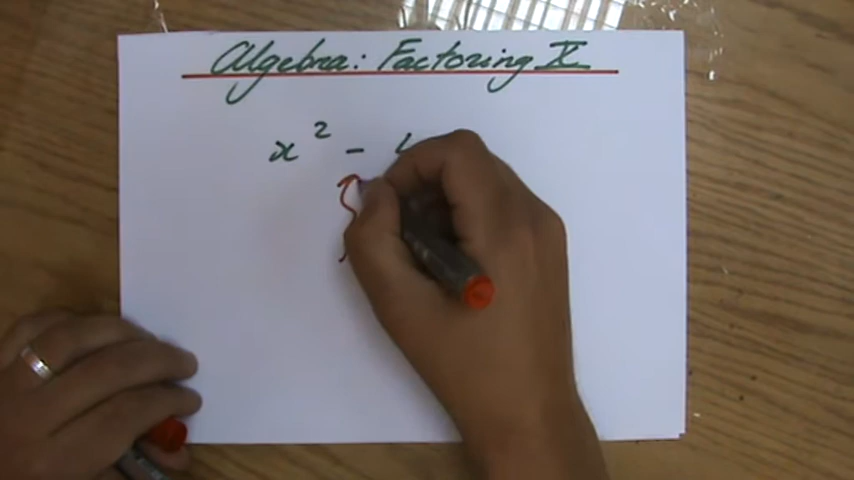 Algebra: Factoring II
x² -